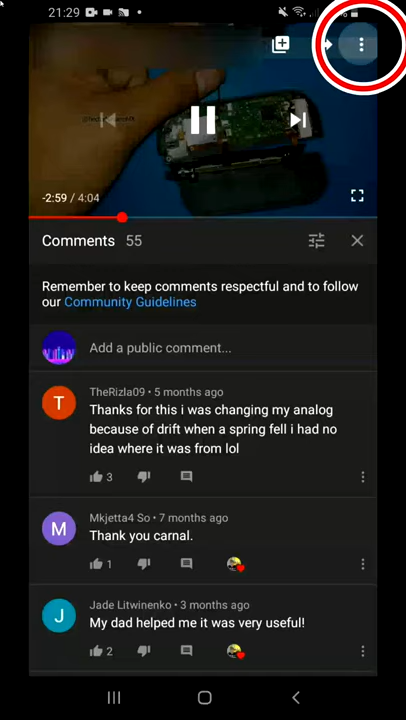 21:29
-2:59 / 4:04
Comments 55
Remember to keep comments respectful and to follow
our Community Guidelines
Add a public comment...
T
TheRizla09 • 5 months ago
Thanks for this i was changing my analog
because of drift when a spring fell i had no
idea where it was from lol
3
M
Mkjetta4 So • 7 months ago
Thank you carnal.
1
J
Jade Litwinenko • 3 months ago
My dad helped me it was very useful!
2